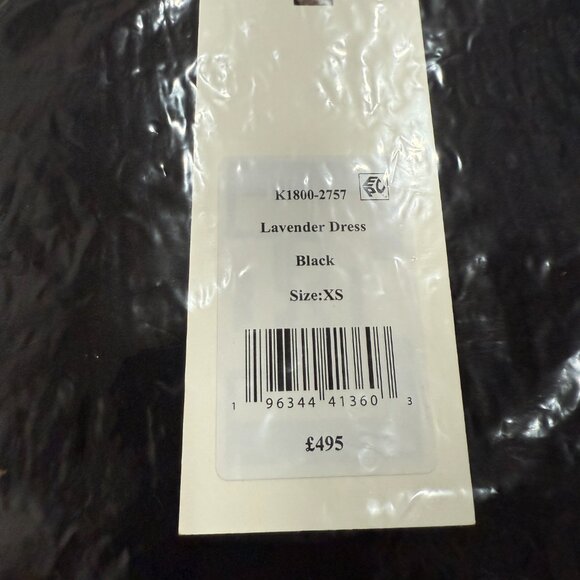 K1800-2757
Lavender Dress
Black
Size:XS
1 96344 41360 3
£495